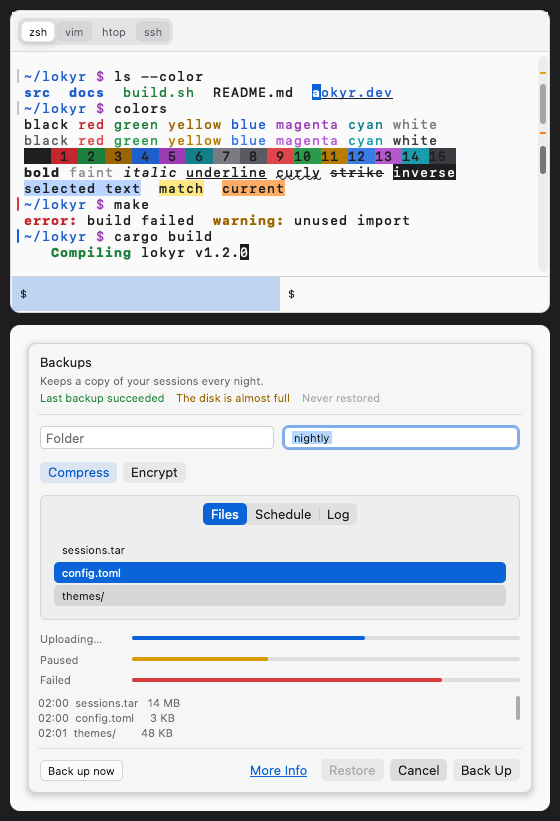 zsh vim htop ssh
~/lokyr $ ls --color
src docs build.sh README.md aokyr.dev
~/lokyr $ colors
black red green yellow blue magenta cyan white
black red green yellow blue magenta cyan white
1 2 3 4 5 6 7 8 9 10 11 12 13 14 15
bold faint italic underline curly strike inverse
selected text match current
~/lokyr $ make
error: build failed warning: unused import
~/lokyr $ cargo build
Compiling lokyr v1.2.0
$ $
Backups
Keeps a copy of your sessions every night.
Last backup succeeded The disk is almost full Never restored
Folder nightly
Compress Encrypt
Files Schedule Log
sessions.tar
config.toml
themes/
Uploading…
Paused
Failed
02:00 sessions.tar 14 MB
02:00 config.toml 3 KB
02:01 themes/ 48 KB
Back up now More Info Restore Cancel Back Up